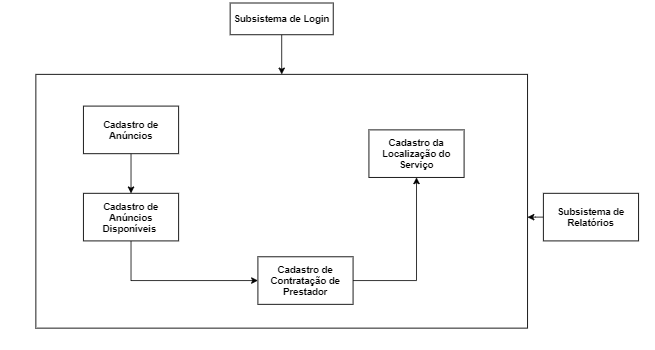 Subsistema de Login
Cadastro de
Anúncios
Cadastro da
Localização do
Serviço
Cadastro de
Anúncios
Disponíveis
Subsistema de
Relatórios
Cadastro de
Contratação de
Prestador